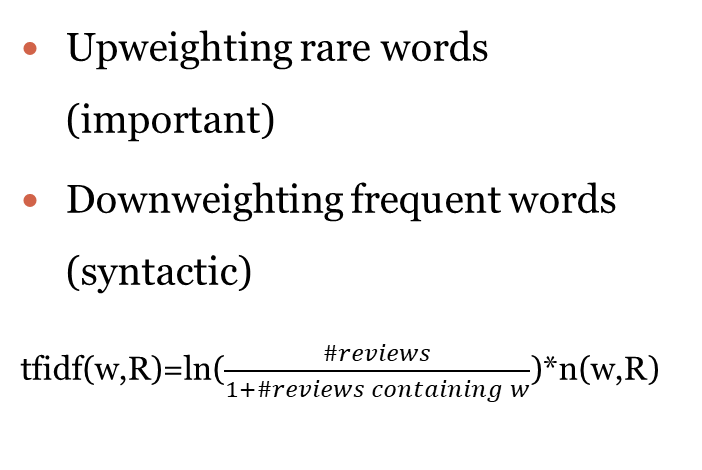 • Upweighting rare words
(important)
• Downweighting frequent words
(syntactic)
tfidf(w,R)=ln(#reviews / 1+#reviews containing w)*n(w,R)